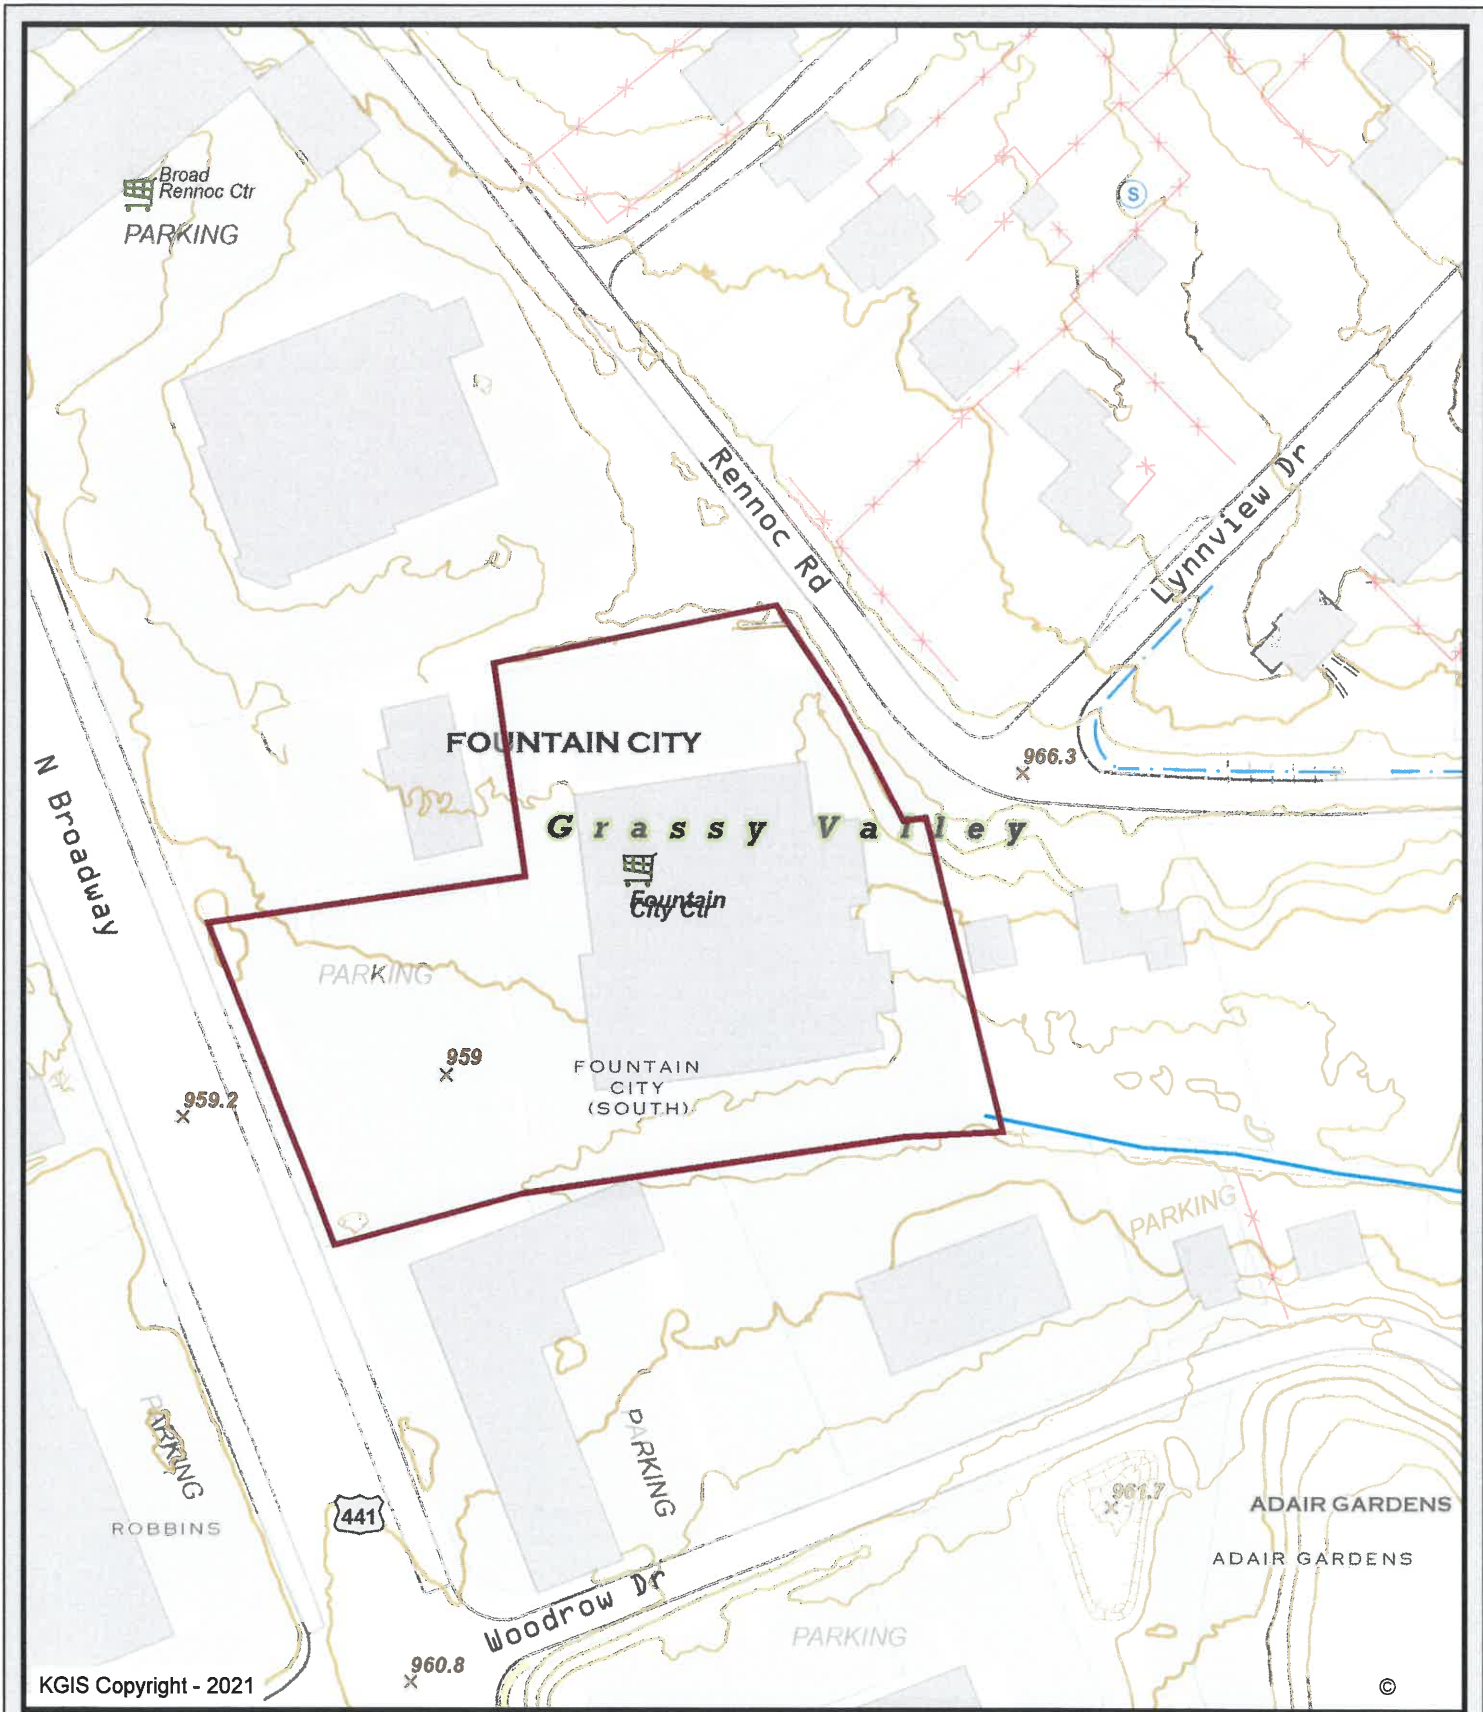 Broad
Rennoc Ctr
PARKING
S
Rennoc Rd
Lynnview Dr
FOUNTAIN CITY
966.3
N Broadway
Grassy Valley
Fountain
City Ctr
PARKING
959
FOUNTAIN
CITY
(SOUTH)
959.2
PARKING
PARKING
PARKING
961.7
ADAIR GARDENS
441
ROBBINS
ADAIR GARDENS
Woodrow Dr
PARKING
960.8
KGIS Copyright - 2021
©